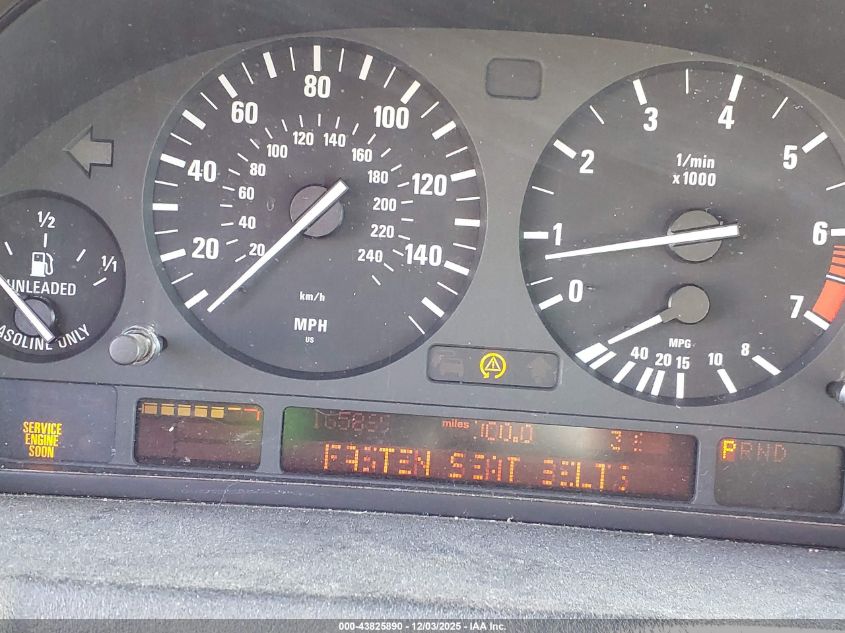 20 40 60 80 100 120 140
20 40 60 80 100 120 140 160 180 200 220 240
km/h
MPH
US
1/2
1/1
UNLEADED
GASOLINE ONLY
0 1 2 3 4 5 6 7
1/min
x1000
MPG
40 20 15 10 8
SERVICE
ENGINE
SOON
miles
FASTEN SEAT BELTS
PRND
000-43825890 - 12/03/2025 - IAA Inc.